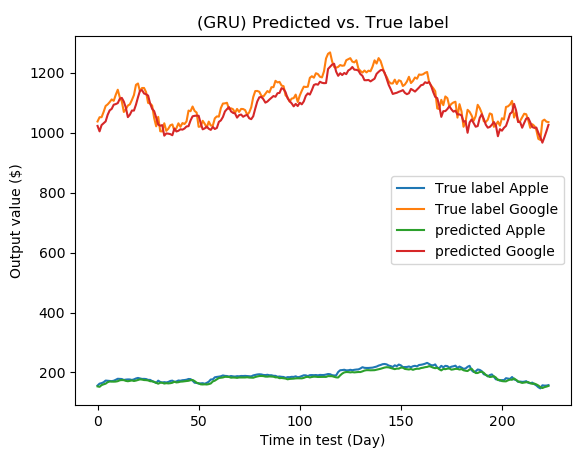 (GRU) Predicted vs. True label
Output value ($)
1200
1000
800
600
400
200
True label Apple
True label Google
predicted Apple
predicted Google
0 50 100 150 200
Time in test (Day)